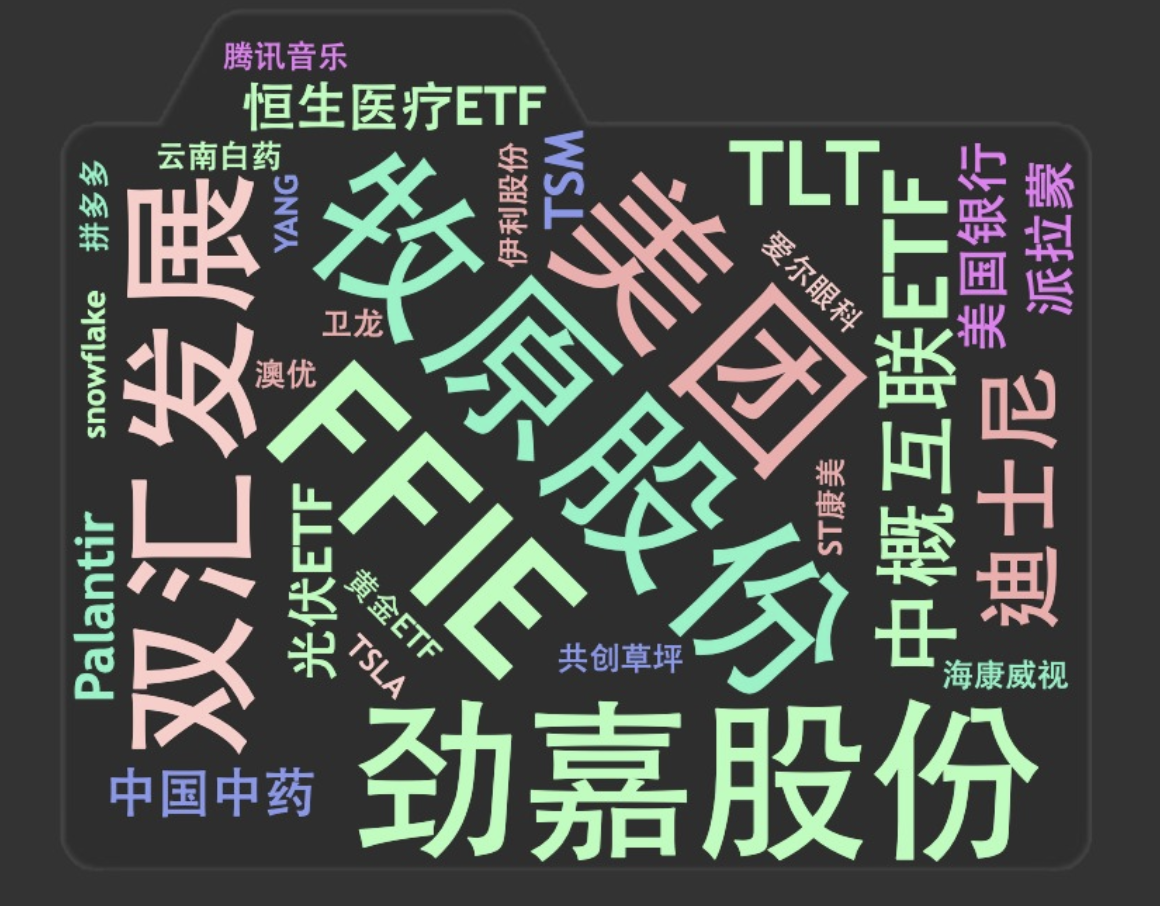 腾讯音乐
恒生医疗ETF
云南白药
拼多多
YANG
伊利股份
TSM
TLT
美国银行
派拉蒙
双汇发展
牧原股份
美团
爱尔眼科
中概互联ETF
卫龙
snowflake
澳优
FFIE
迪士尼
ST康美
Palantir
光伏ETF
黄金ETF
TSLA
共创草坪
海康威视
劲嘉股份
中国中药